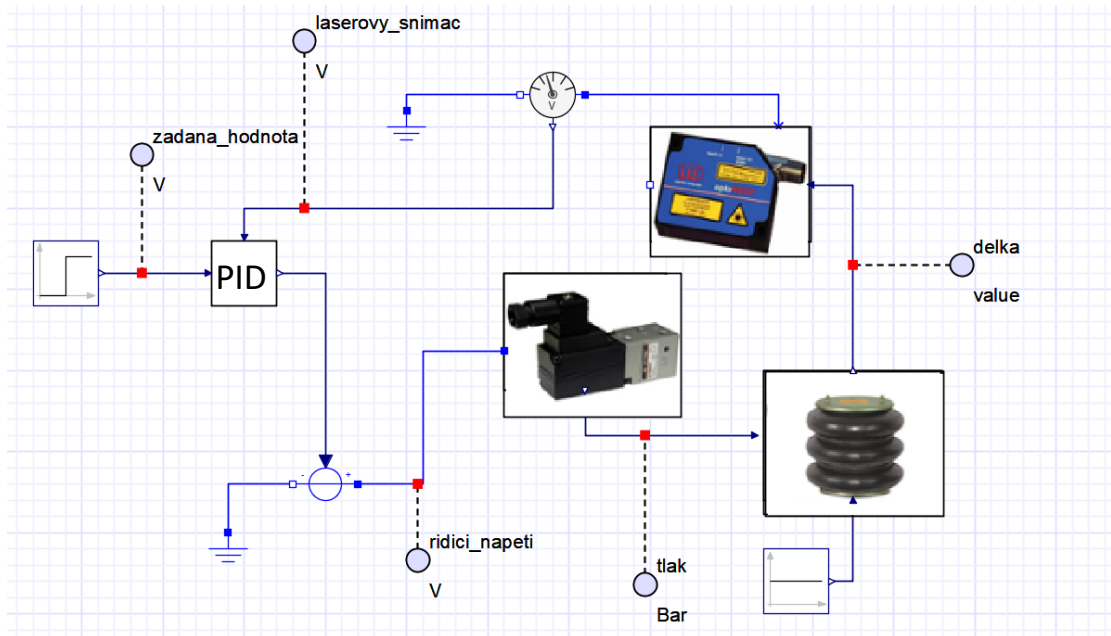 laserovy_snimac
V
zadana_hodnota
V
V
PID
delka
value
- +
ridici_napeti
V
tlak
Bar